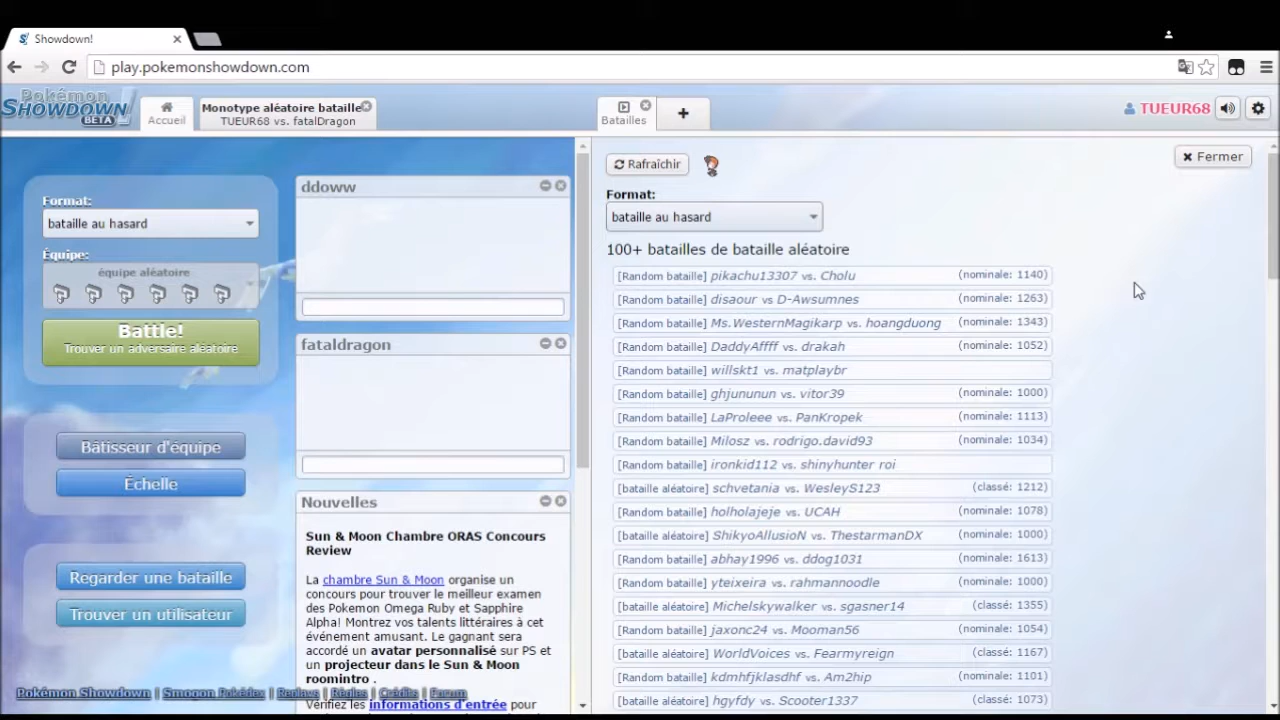 Showdown!
play.pokemonshowdown.com
Pokémon
SHOWDOWN
BETA
Accueil
Monotype aléatoire bataille
TUEUR68 vs. fatalDragon
Batailles
TUEUR68
Format:
bataille au hasard
Équipe:
équipe aléatoire
Battle!
Trouver un adversaire aléatoire
Bâtisseur d'équipe
Échelle
Regarder une bataille
Trouver un utilisateur
ddoww
fataldragon
Nouvelles
Sun & Moon Chambre ORAS Concours
Review
La chambre Sun & Moon organise un
concours pour trouver le meilleur examen
des Pokemon Omega Ruby et Sapphire
Alpha! Montrez vos talents littéraires à cet
événement amusant. Le gagnant sera
accordé un avatar personnalisé sur PS et
un projecteur dans le Sun & Moon
roomintro .
Vérifiez les informations d'entrée pour
Pokémon Showdown | Smogon Pokédex | Replays | Règles | Crédits | Forum
Rafraîchir
Fermer
Format:
bataille au hasard
100+ batailles de bataille aléatoire
[Random bataille] pikachu13307 vs. Cholu (nominale: 1140)
[Random bataille] disaour vs D-Awsumnes (nominale: 1263)
[Random bataille] Ms.WesternMagikarp vs. hoangduong (nominale: 1343)
[Random bataille] DaddyAffff vs. drakah (nominale: 1052)
[Random bataille] willskt1 vs. matplaybr
[Random bataille] ghjununun vs. vitor39 (nominale: 1000)
[Random bataille] LaProleee vs. PanKropek (nominale: 1113)
[Random bataille] Milosz vs. rodrigo.david93 (nominale: 1034)
[Random bataille] ironkid112 vs. shinyhunter roi
[bataille aléatoire] schvetania vs. WesleyS123 (classé: 1212)
[Random bataille] holholajeje vs. UCAH (nominale: 1078)
[bataille aléatoire] ShikyoAllusioN vs. ThestarmanDX (nominale: 1000)
[Random bataille] abhay1996 vs. ddog1031 (nominale: 1613)
[Random bataille] yteixeira vs. rahmannoodle (nominale: 1000)
[bataille aléatoire] Michelskywalker vs. sgasner14 (classé: 1355)
[Random bataille] jaxonc24 vs. Mooman56 (nominale: 1054)
[bataille aléatoire] WorldVoices vs. Fearmyreign (classé: 1167)
[Random bataille] kdmhfjklasdhf vs. Am2hip (nominale: 1101)
[bataille aléatoire] hgyfdy vs. Scooter1337 (classé: 1073)